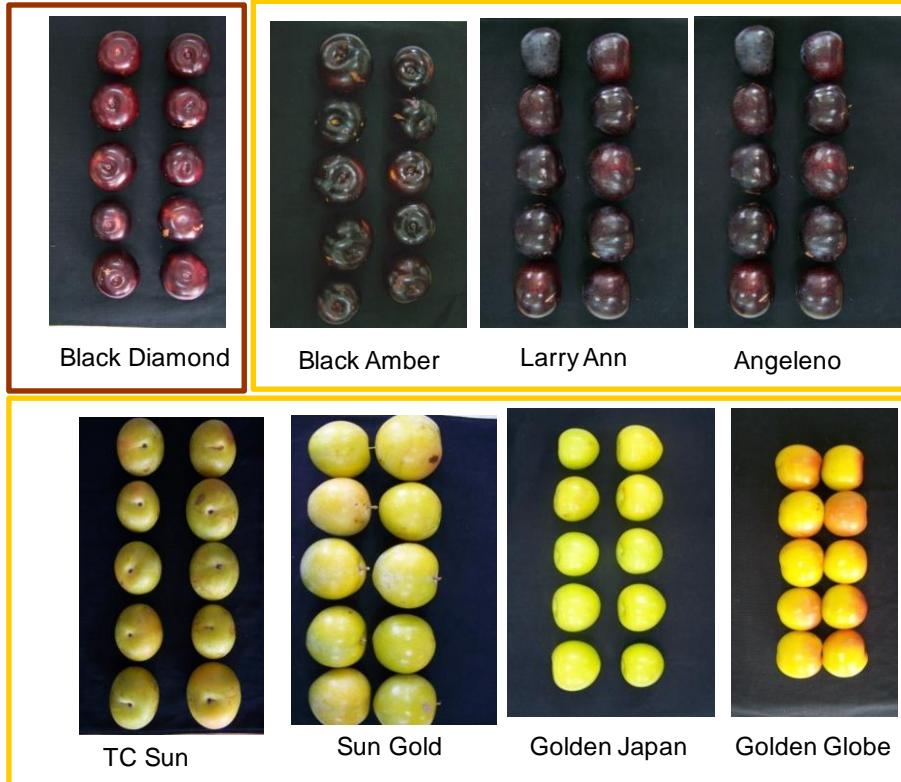 Black Diamond
Black Amber
Larry Ann
Angeleno
TC Sun
Sun Gold
Golden Japan
Golden Globe